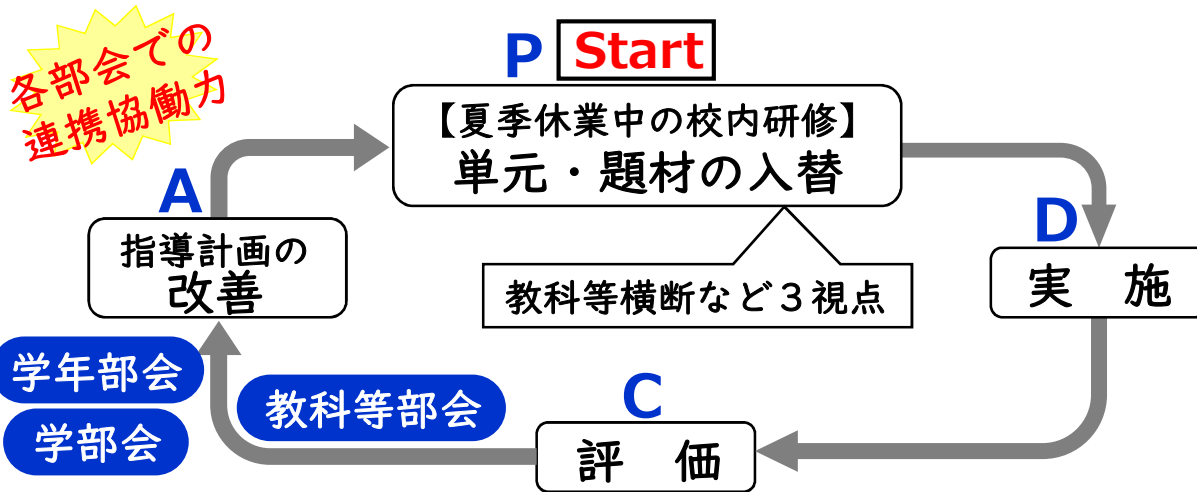 各部会での
連携協働力
P Start
【夏季休業中の校内研修】
単元・題材の入替
教科等横断など３視点
D
実　施
C
評　価
教科等部会
学年部会
学部会
A
指導計画の
改善